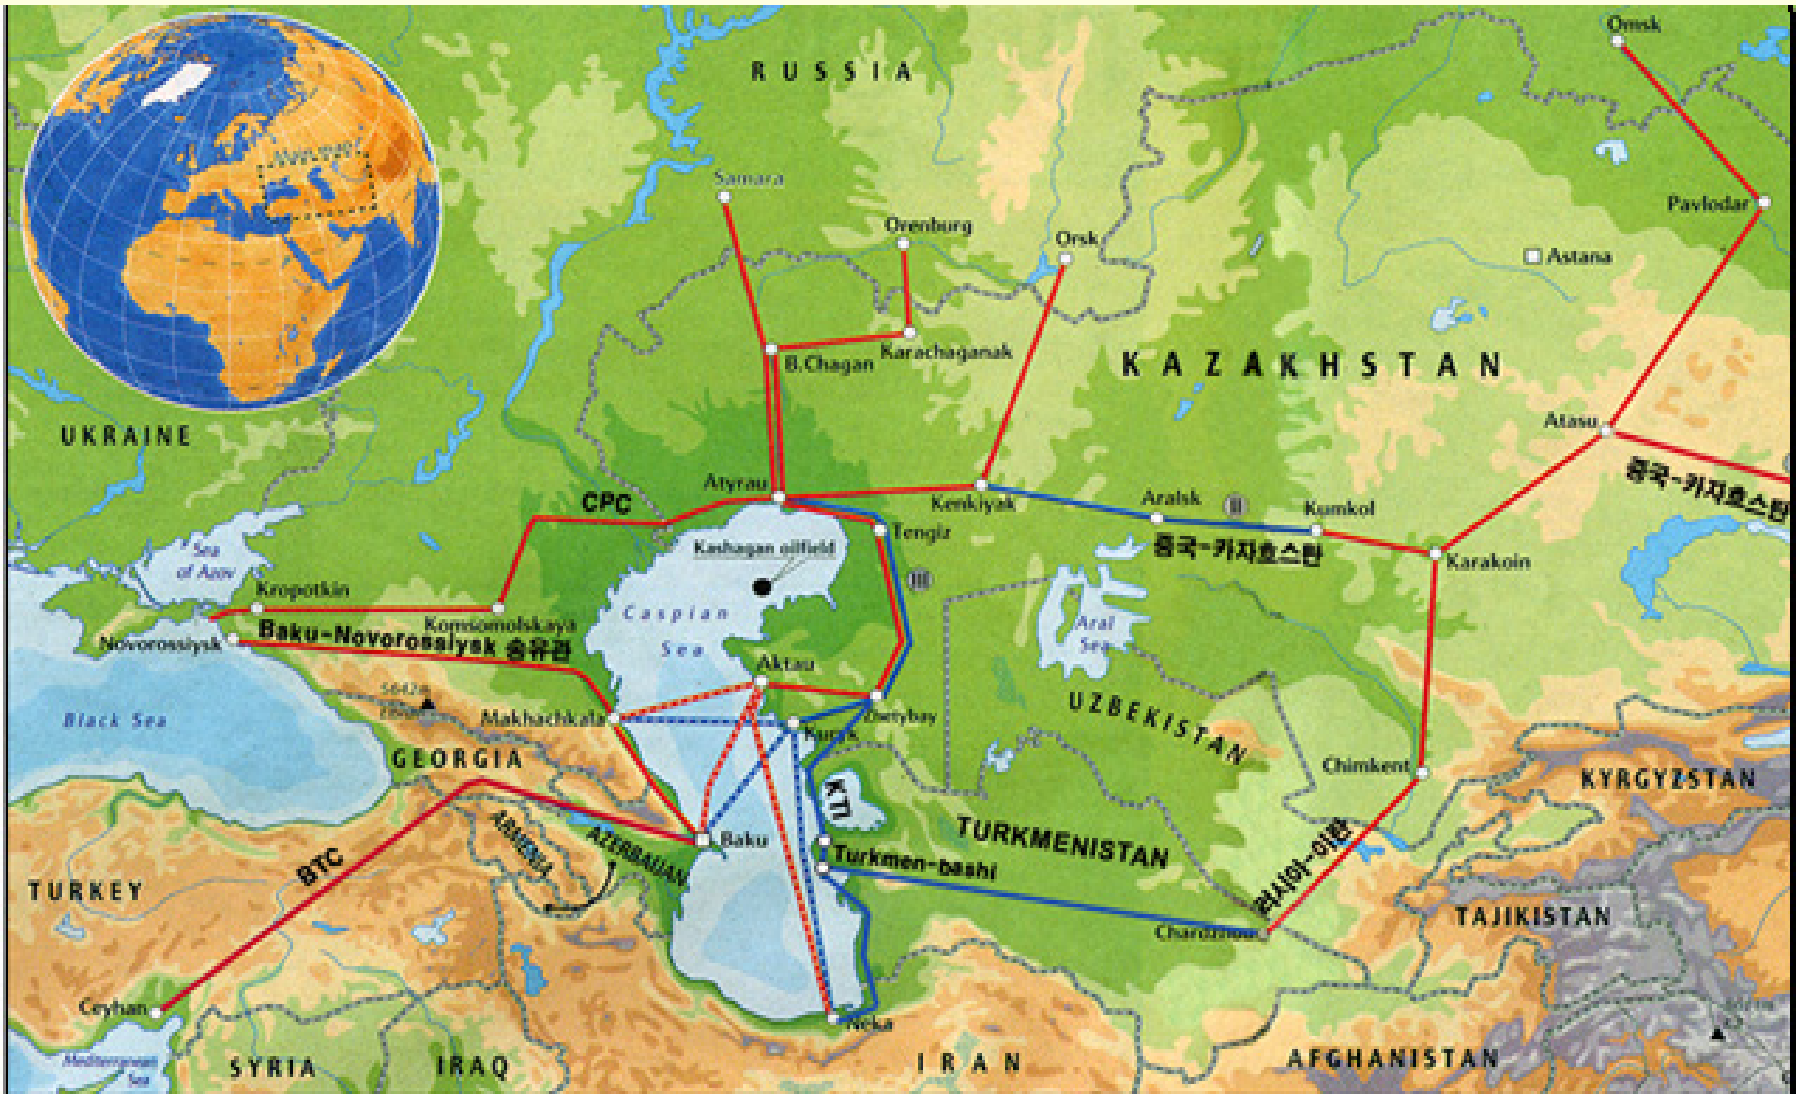 Omsk
RUSSIA
Samara
Pavlodar
Orenburg
Orsk
Astana
B.Chagan
Karachaganak
KAZAKHSTAN
UKRAINE
Atasu
중국-카자흐스탄
Atyrau
CPC
Kenkiyak
Aralsk
II
Kumkol
Tengiz
Kashagan oilfield
중국-카자흐스탄
Karakoin
Sea
of Azov
III
Kropotkin
Caspian
Sea
Komsomolskaya
Aral
Sea
Novorossiysk
Baku-Novorossiysk 송유관
Aktau
5642m
Black Sea
Makhachkala
Zhetybay
Kuryk
UZBEKISTAN
GEORGIA
Chimkent
KYRGYZSTAN
KTI
ARMENIA
AZERBAIJAN
Baku
TURKMENISTAN
Turkmen-bashi
러시아-이란
BTC
TURKEY
TAJIKISTAN
Chardzhou
Ceyhan
Neka
Mediterranean
Sea
SYRIA
IRAQ
IRAN
AFGHANISTAN